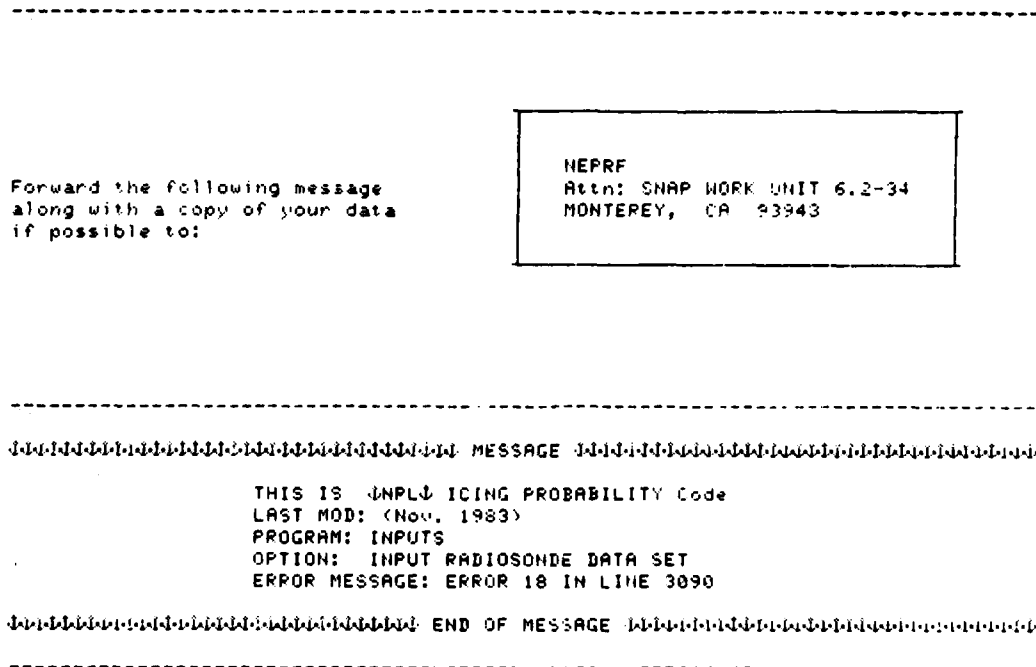 Forward the following message
along with a copy of your data
if possible to:
NEPRF
Attn: SNAP WORK UNIT 6.2-34
MONTEREY, CA 93943
MESSAGE
THIS IS ⚓NPL⚓ ICING PROBABILITY Code
LAST MOD: (Nov. 1983)
PROGRAM: INPUTS
OPTION: INPUT RADIOSONDE DATA SET
ERROR MESSAGE: ERROR 18 IN LINE 3090
END OF MESSAGE